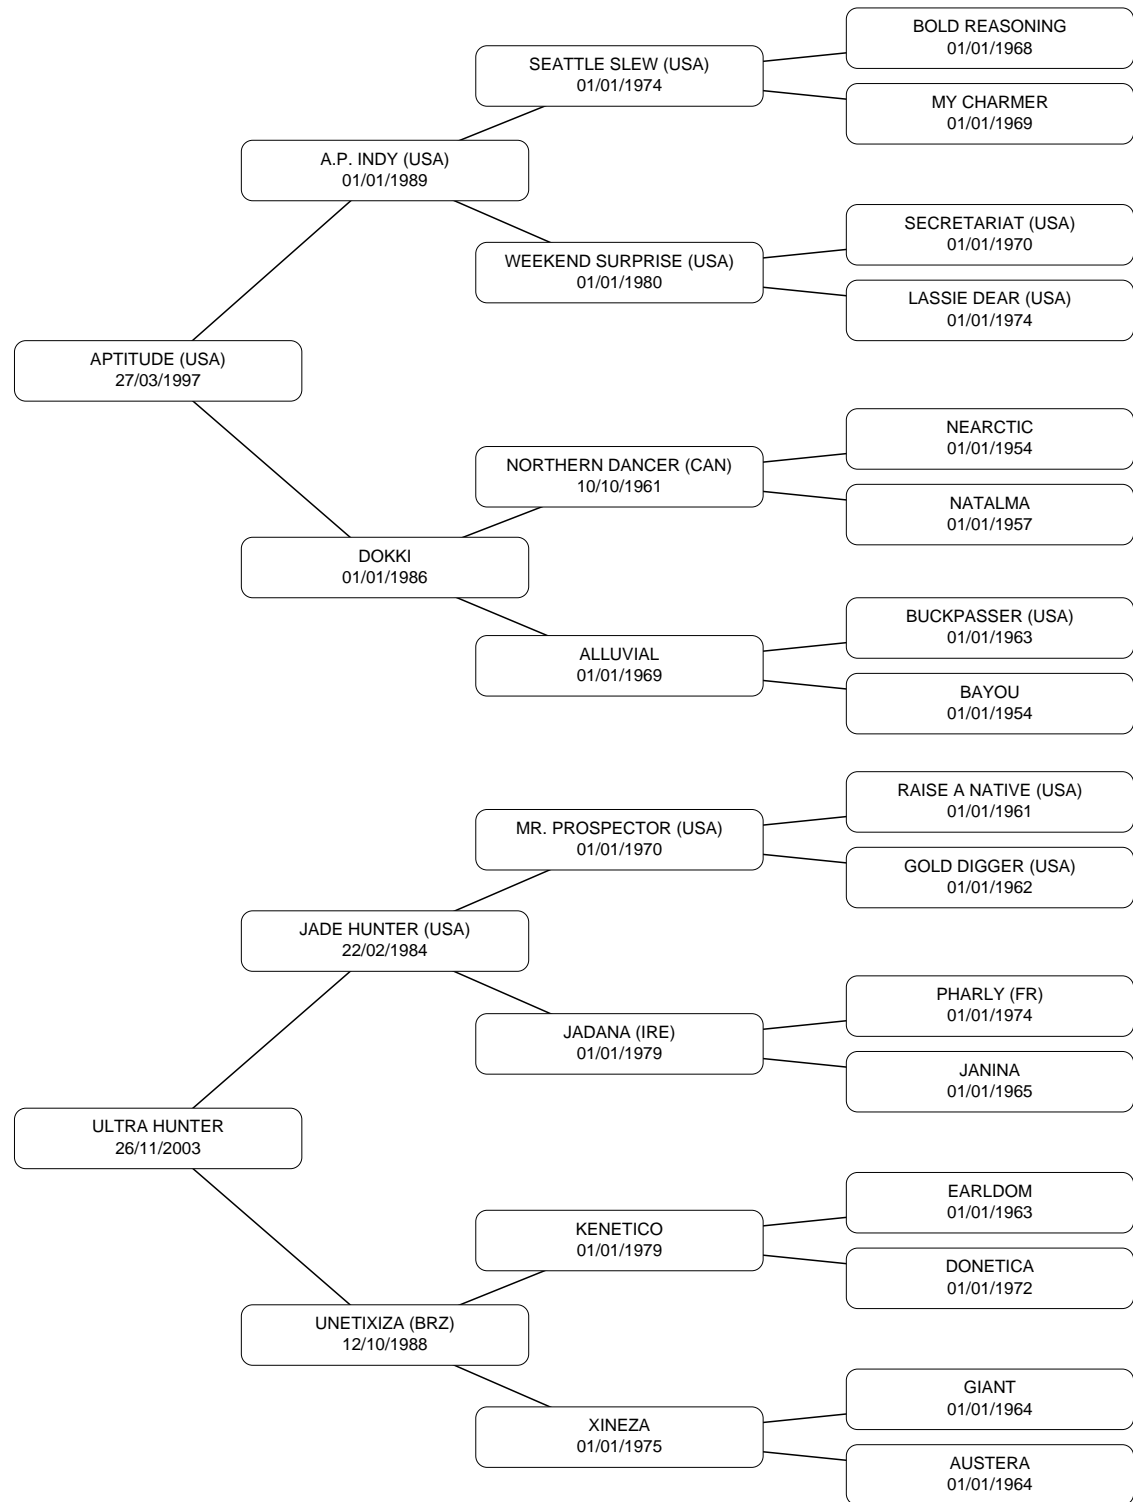 BOLD REASONING
01/01/1968
SEATTLE SLEW (USA)
01/01/1974
MY CHARMER
01/01/1969
A.P. INDY (USA)
01/01/1989
SECRETARIAT (USA)
01/01/1970
WEEKEND SURPRISE (USA)
01/01/1980
LASSIE DEAR (USA)
01/01/1974
APTITUDE (USA)
27/03/1997
NEARCTIC
01/01/1954
NORTHERN DANCER (CAN)
10/10/1961
NATALMA
01/01/1957
DOKKI
01/01/1986
BUCKPASSER (USA)
01/01/1963
ALLUVIAL
01/01/1969
BAYOU
01/01/1954
RAISE A NATIVE (USA)
01/01/1961
MR. PROSPECTOR (USA)
01/01/1970
GOLD DIGGER (USA)
01/01/1962
JADE HUNTER (USA)
22/02/1984
PHARLY (FR)
01/01/1974
JADANA (IRE)
01/01/1979
JANINA
01/01/1965
ULTRA HUNTER
26/11/2003
EARLDOM
01/01/1963
KENETICO
01/01/1979
DONETICA
01/01/1972
UNETIXIZA (BRZ)
12/10/1988
GIANT
01/01/1964
XINEZA
01/01/1975
AUSTERA
01/01/1964